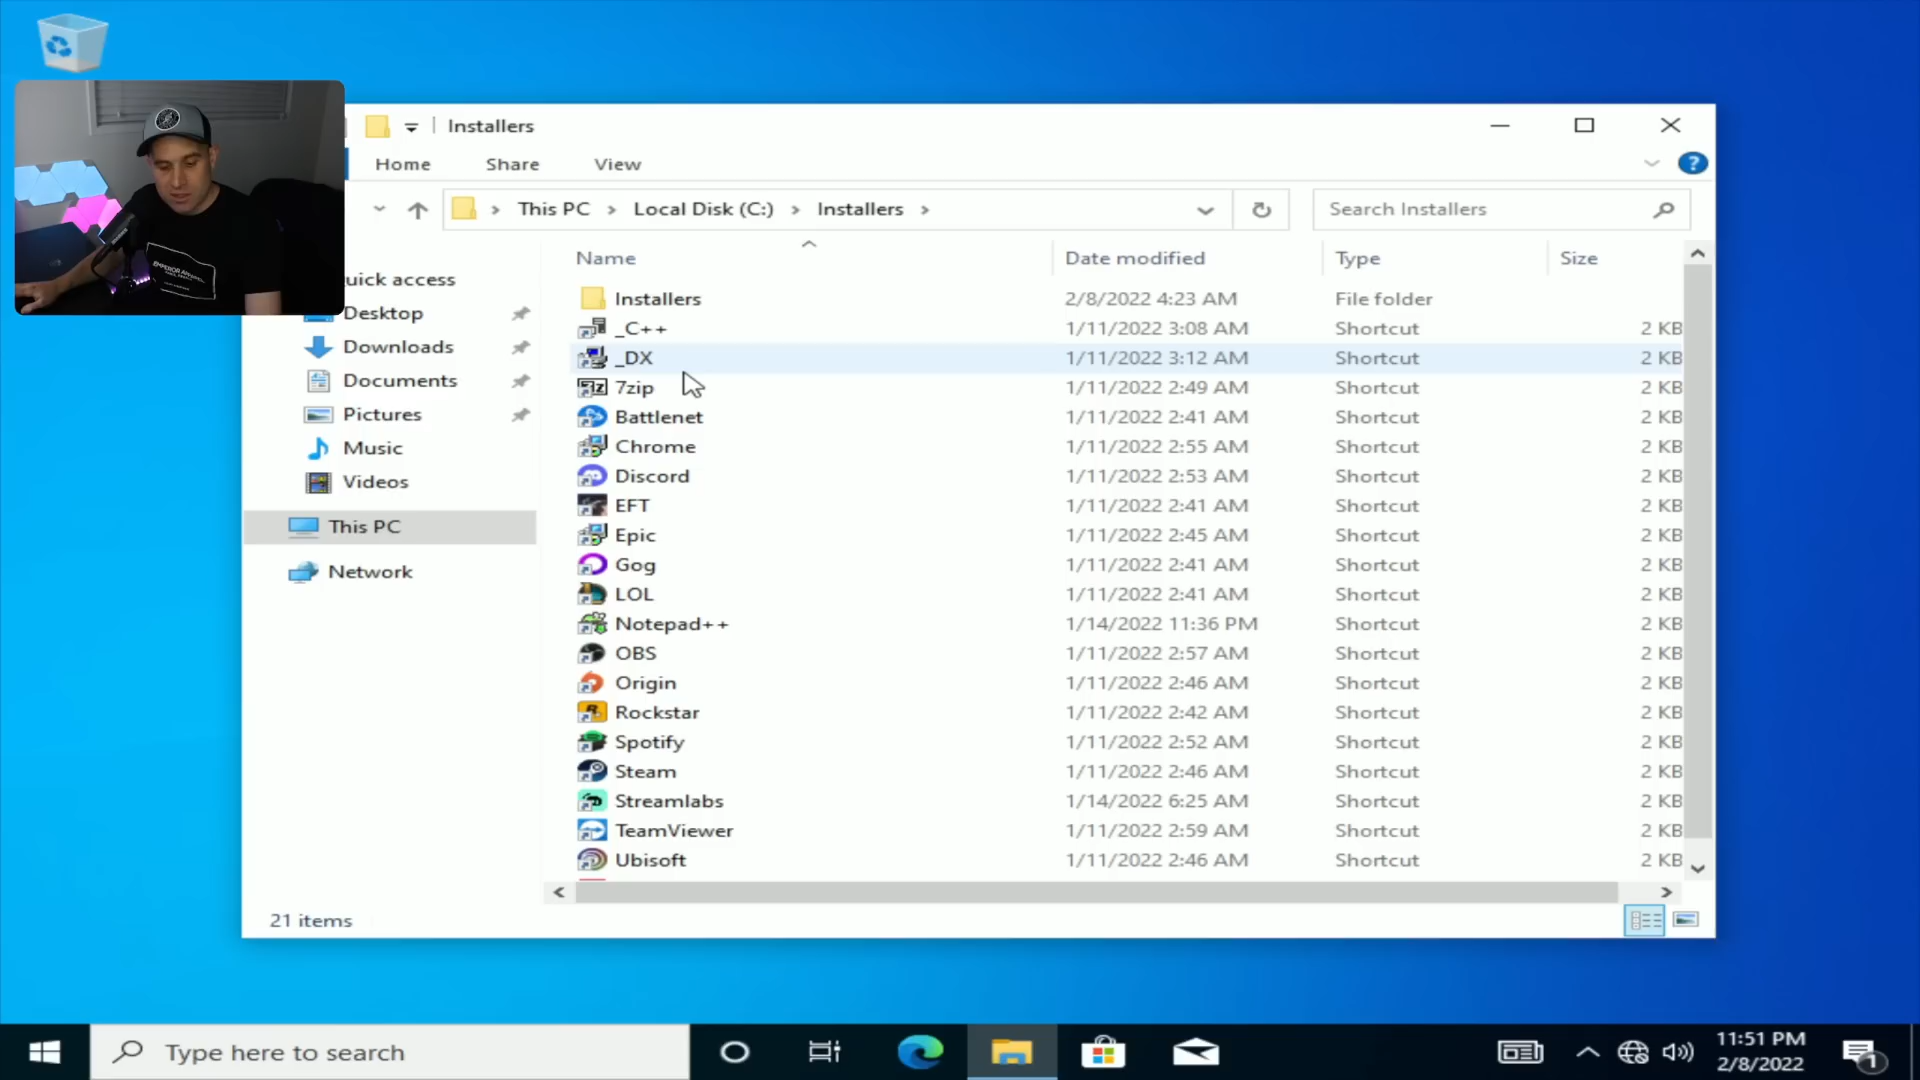 Installers
Home Share View ?
This PC Local Disk (C:) Installers Search Installers
Name Date modified Type Size
uick access
Desktop
Downloads
Documents
Pictures
Music
Videos
This PC
Network
Installers 2/8/2022 4:23 AM File folder
_C++ 1/11/2022 3:08 AM Shortcut 2 KB
_DX 1/11/2022 3:12 AM Shortcut 2 KB
7zip 1/11/2022 2:49 AM Shortcut 2 KB
Battlenet 1/11/2022 2:41 AM Shortcut 2 KB
Chrome 1/11/2022 2:55 AM Shortcut 2 KB
Discord 1/11/2022 2:53 AM Shortcut 2 KB
EFT 1/11/2022 2:41 AM Shortcut 2 KB
Epic 1/11/2022 2:45 AM Shortcut 2 KB
Gog 1/11/2022 2:41 AM Shortcut 2 KB
LOL 1/11/2022 2:41 AM Shortcut 2 KB
Notepad++ 1/14/2022 11:36 PM Shortcut 2 KB
OBS 1/11/2022 2:57 AM Shortcut 2 KB
Origin 1/11/2022 2:46 AM Shortcut 2 KB
Rockstar 1/11/2022 2:42 AM Shortcut 2 KB
Spotify 1/11/2022 2:52 AM Shortcut 2 KB
Steam 1/11/2022 2:46 AM Shortcut 2 KB
Streamlabs 1/14/2022 6:25 AM Shortcut 2 KB
TeamViewer 1/11/2022 2:59 AM Shortcut 2 KB
Ubisoft 1/11/2022 2:46 AM Shortcut 2 KB
21 items
Type here to search
11:51 PM
2/8/2022
1